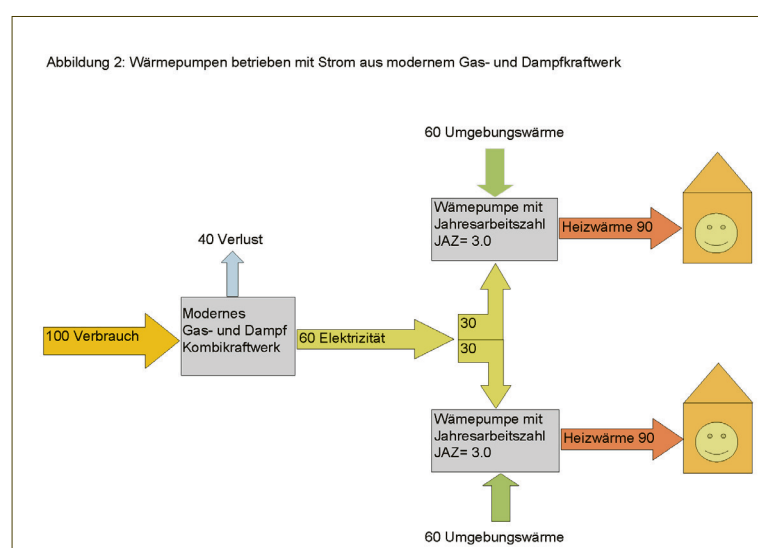 Abbildung 2: Wärmepumpen betrieben mit Strom aus modernem Gas- und Dampfkraftwerk
60 Umgebungswärme
Wärmepumpe mit
Jahresarbeitszahl
JAZ= 3.0
Heizwärme 90
40 Verlust
100 Verbrauch
Modernes
Gas- und Dampf
Kombikraftwerk
60 Elektrizität
30
30
Wämepumpe mit
Jahresarbeitszahl
JAZ= 3.0
Heizwärme 90
60 Umgebungswärme